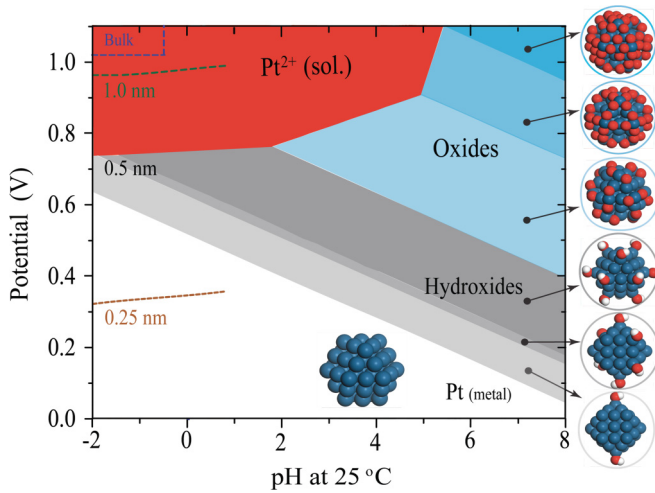 Bulk
1.0 nm
Pt²⁺ (sol.)
0.5 nm
Oxides
Hydroxides
0.25 nm
Pt (metal)
Potential (V)
1.0
0.8
0.6
0.4
0.2
0.0
-2
0
2
4
6
8
pH at 25 °C